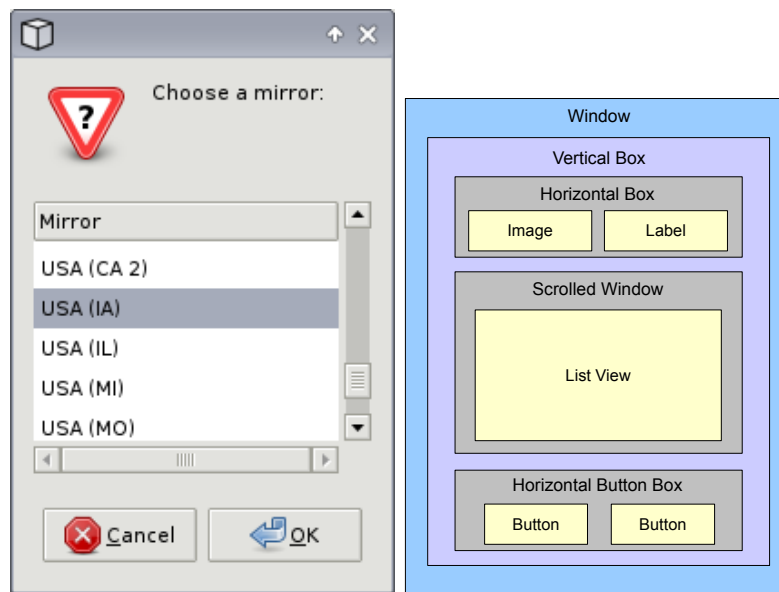 ?
Choose a mirror:
Mirror
USA (CA 2)
USA (IA)
USA (IL)
USA (MI)
USA (MO)
Cancel
OK
Window
Vertical Box
Horizontal Box
Image
Label
Scrolled Window
List View
Horizontal Button Box
Button
Button